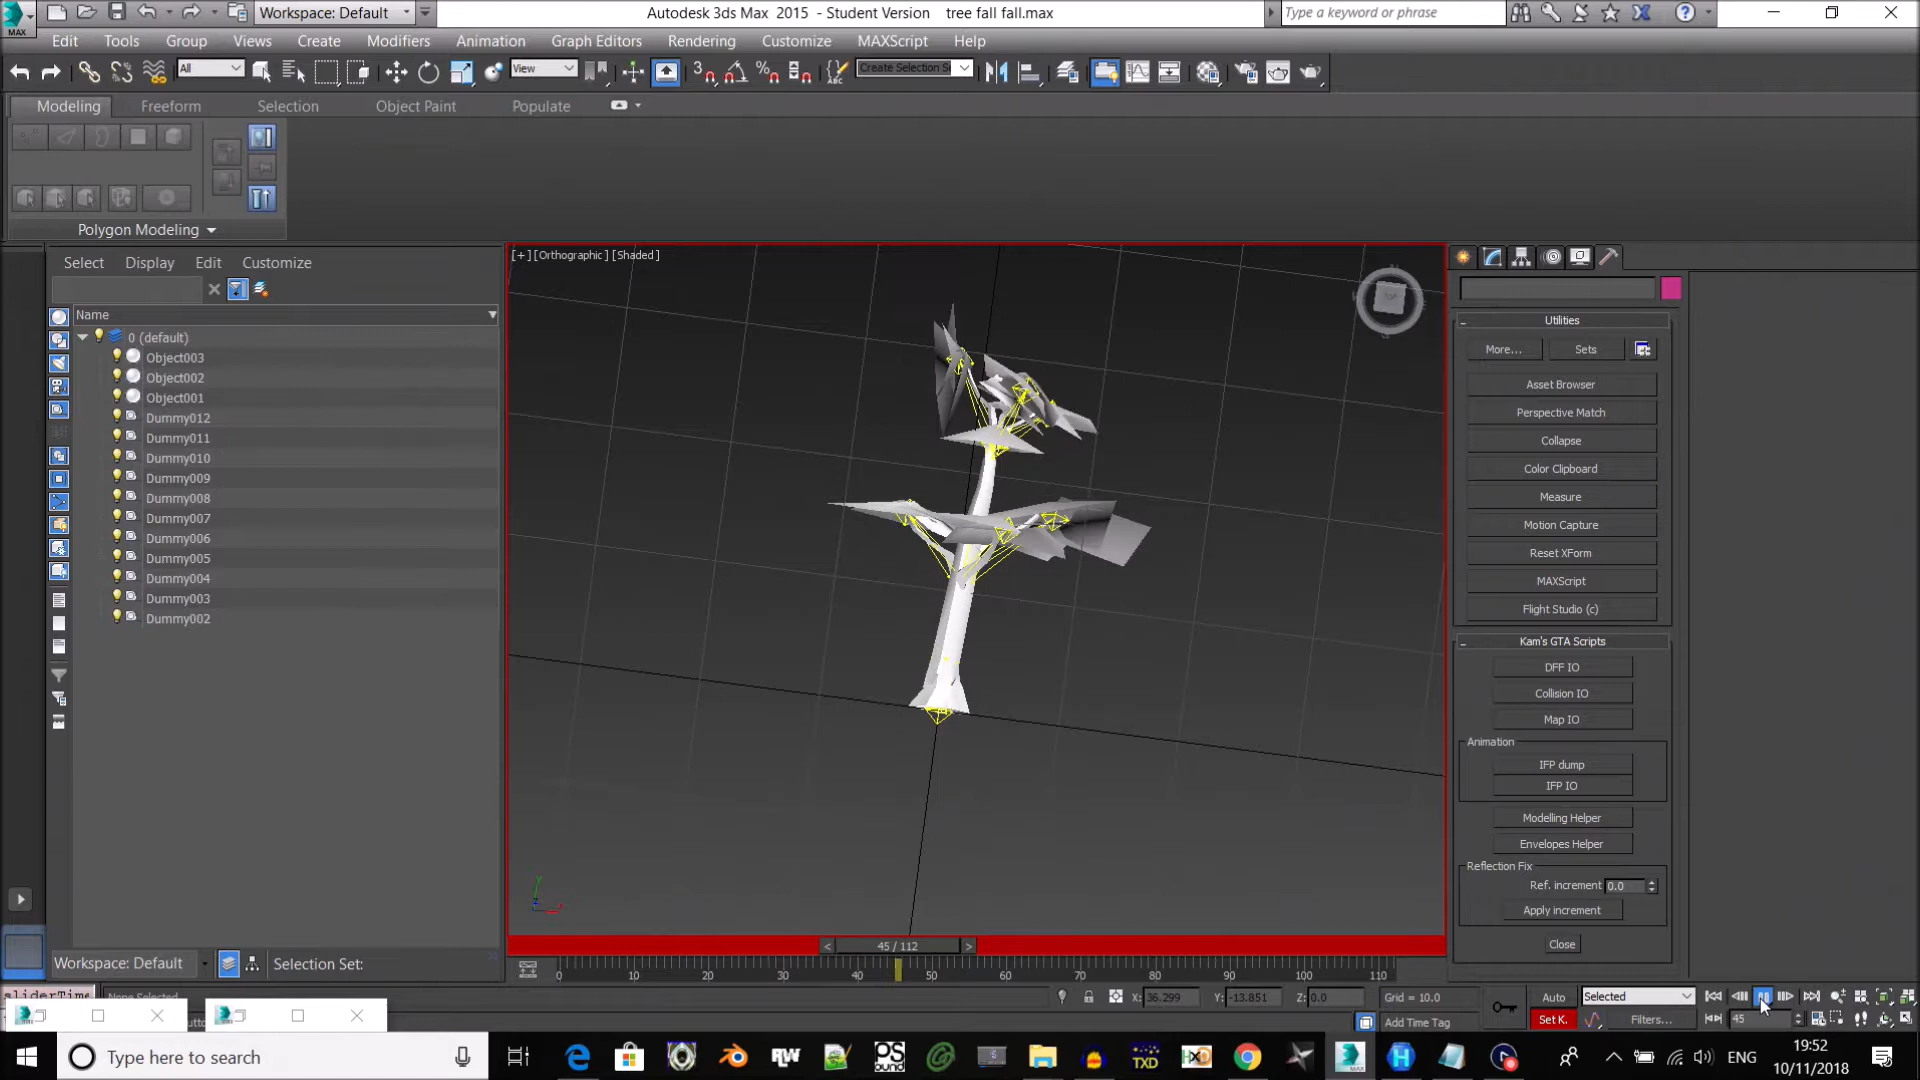 Workspace: Default
Autodesk 3ds Max 2015 - Student Version tree fall fall.max
Type a keyword or phrase
MAX
Edit Tools Group Views Create Modifiers Animation Graph Editors Rendering Customize MAXScript Help
All
View
Create Selection Se
Modeling Freeform Selection Object Paint Populate
Polygon Modeling
Select Display Edit Customize
[+] [Orthographic] [Shaded]
Name
0 (default)
Object003
Object002
Object001
Dummy012
Dummy011
Dummy010
Dummy009
Dummy008
Dummy007
Dummy006
Dummy005
Dummy004
Dummy003
Dummy002
Utilities
More... Sets
Asset Browser
Perspective Match
Collapse
Color Clipboard
Measure
Motion Capture
Reset XForm
MAXScript
Flight Studio (c)
Kam's GTA Scripts
DFF IO
Collision IO
Map IO
Animation
IFP dump
IFP IO
Modelling Helper
Envelopes Helper
Reflection Fix
Ref. increment 0.0
Apply increment
Close
< 45 / 112 >
Workspace: Default Selection Set:
0 10 20 30 40 50 60 70 80 90 100 110
sliderTime None Selected
X: 36.299 Y: -13.851 Z: 0.0 Grid = 10.0 Auto Selected
Add Time Tag Set K. Filters... 45
Type here to search
RW
TXD
ENG
19:52
10/11/2018